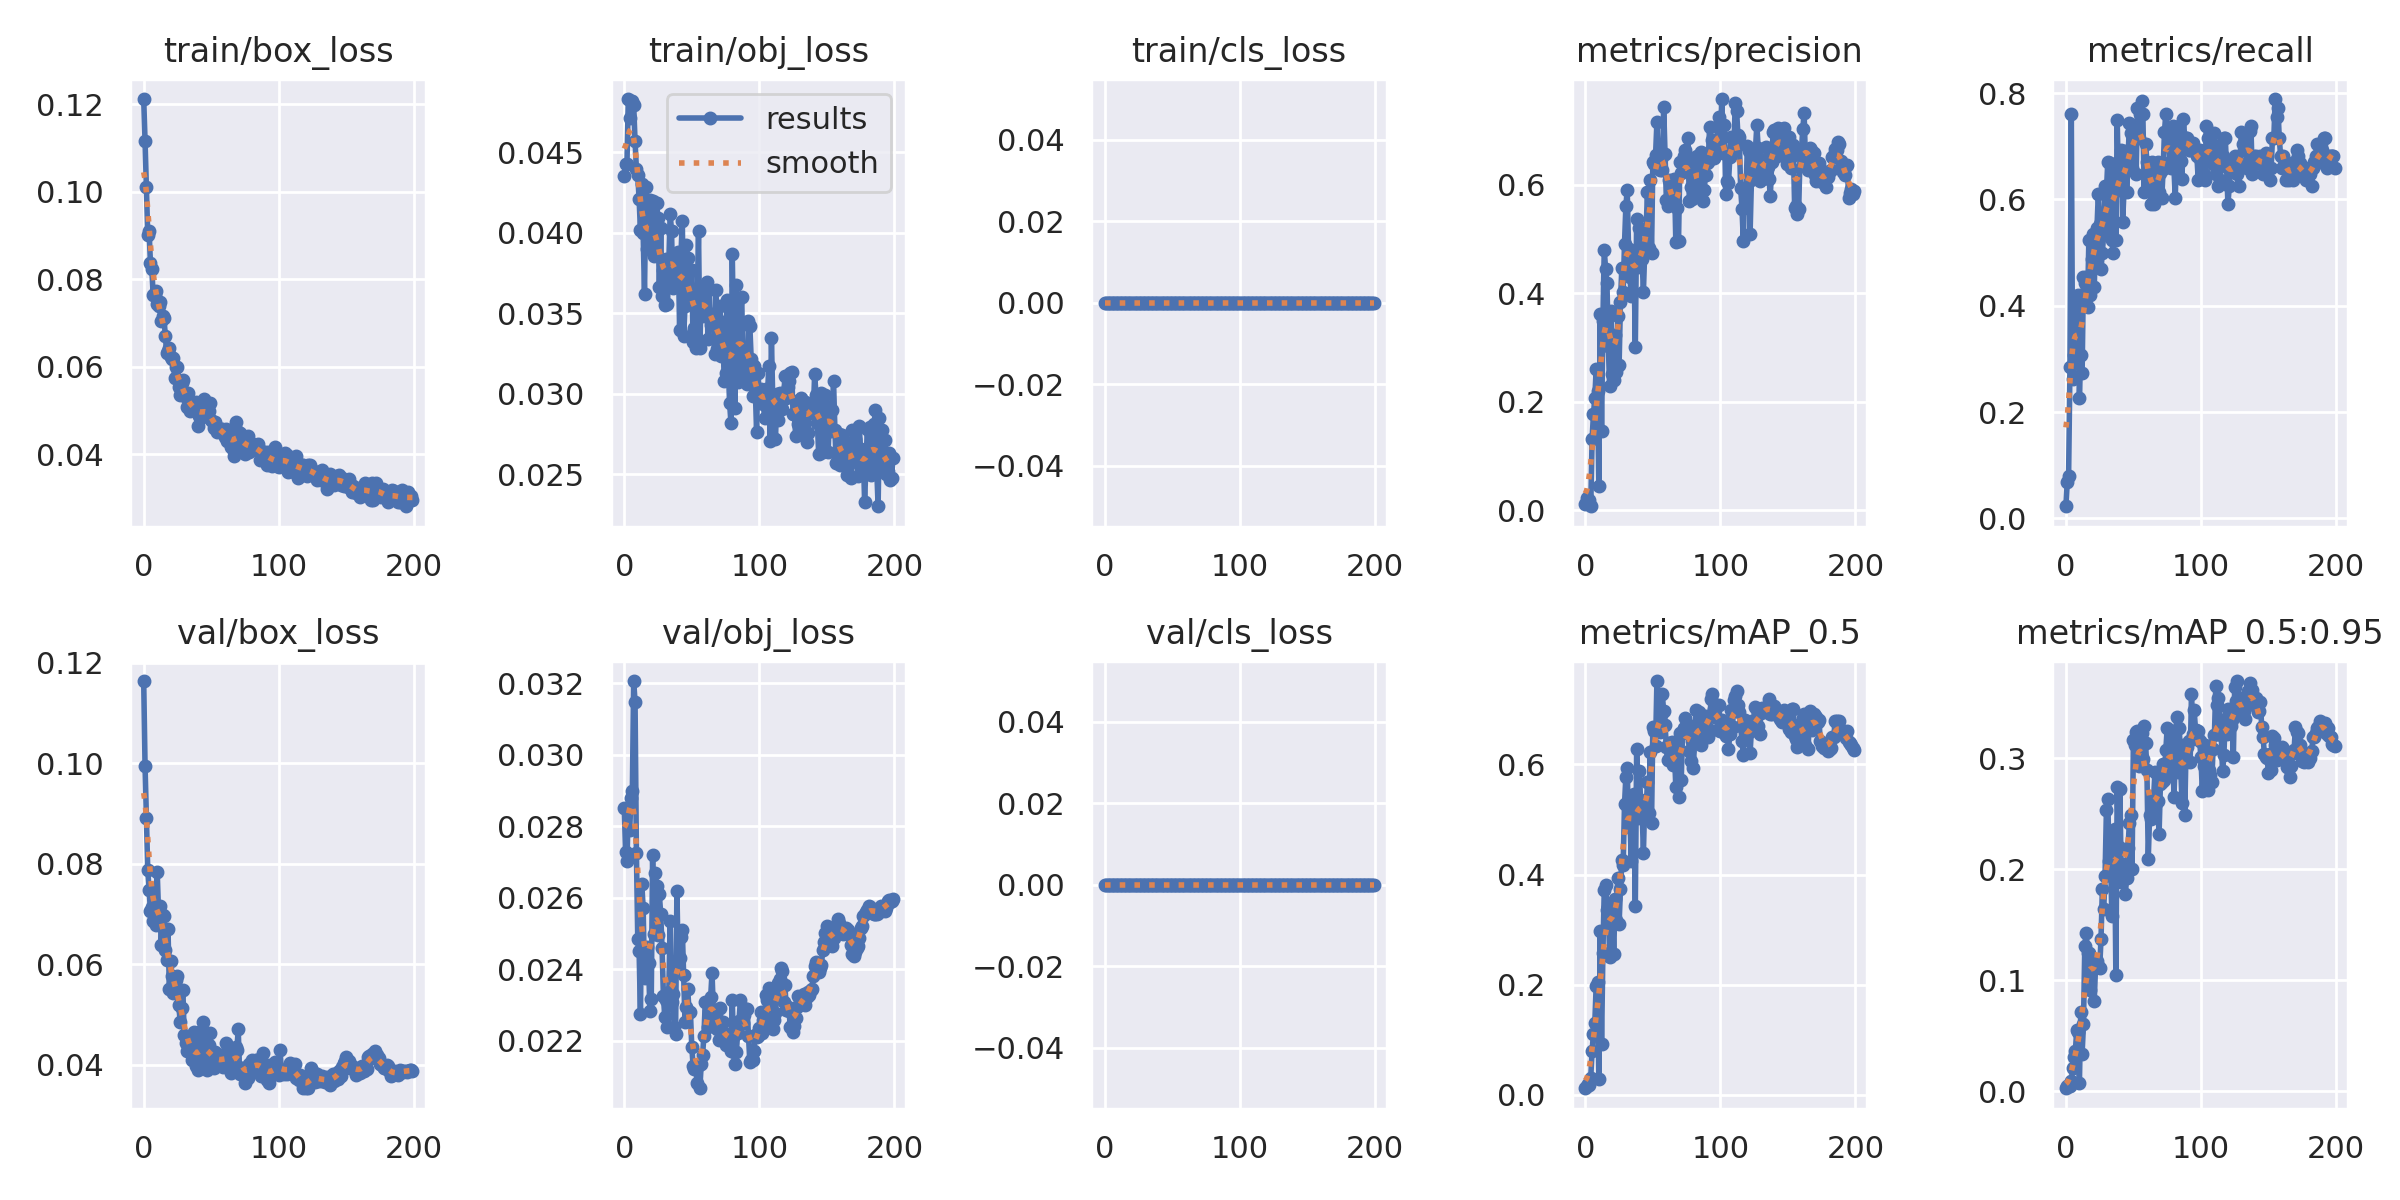 train/box_loss
train/obj_loss
train/cls_loss
metrics/precision
metrics/recall
0.12
0.10
0.08
0.06
0.04
0 100 200
results
smooth
0.045
0.040
0.035
0.030
0.025
0 100 200
0.04
0.02
0.00
−0.02
−0.04
0 100 200
0.6
0.4
0.2
0.0
0 100 200
0.8
0.6
0.4
0.2
0.0
0 100 200
val/box_loss
val/obj_loss
val/cls_loss
metrics/mAP_0.5
metrics/mAP_0.5:0.95
0.12
0.10
0.08
0.06
0.04
0 100 200
0.032
0.030
0.028
0.026
0.024
0.022
0 100 200
0.04
0.02
0.00
−0.02
−0.04
0 100 200
0.6
0.4
0.2
0.0
0 100 200
0.3
0.2
0.1
0.0
0 100 200